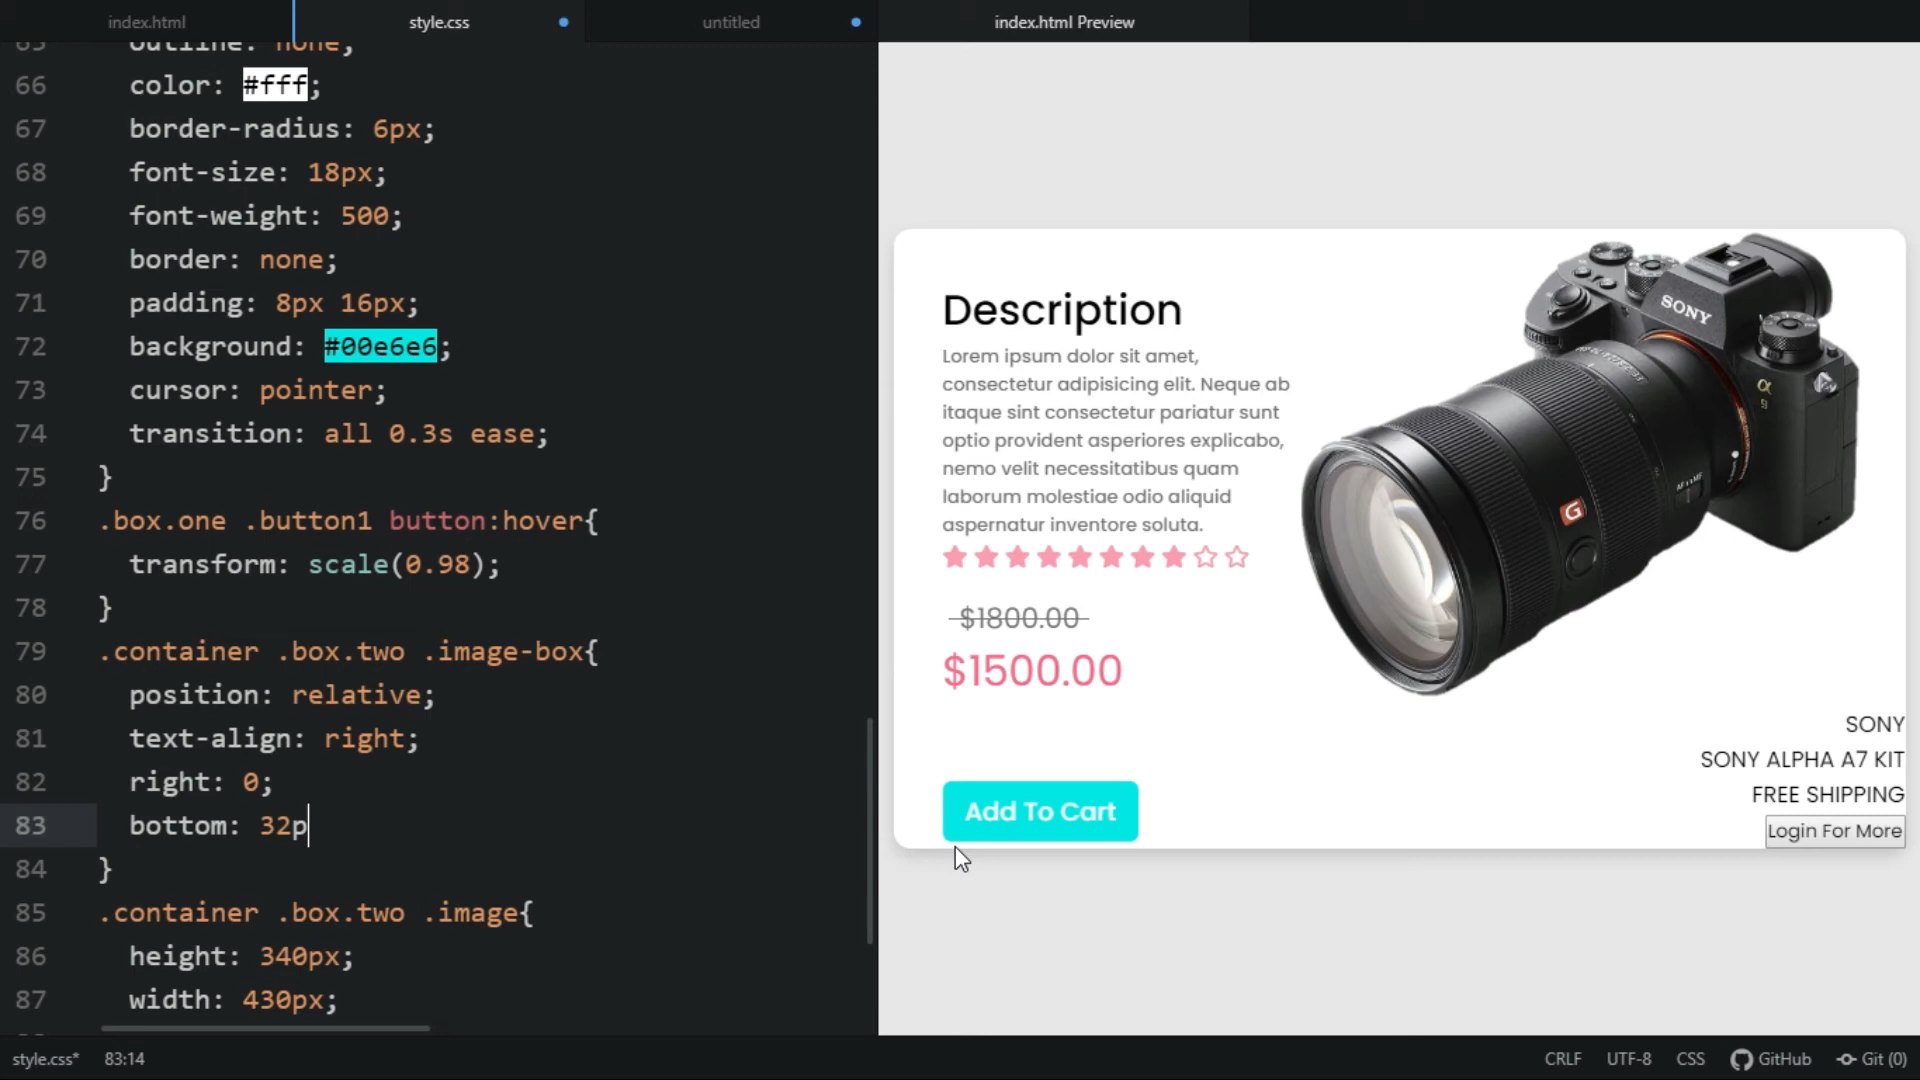 index.html
style.css
untitled
index.html Preview
65 outline: none;
66 color: #fff;
67 border-radius: 6px;
68 font-size: 18px;
69 font-weight: 500;
70 border: none;
71 padding: 8px 16px;
72 background: #00e6e6;
73 cursor: pointer;
74 transition: all 0.3s ease;
75 }
76 .box.one .button1 button:hover{
77 transform: scale(0.98);
78 }
79 .container .box.two .image-box{
80 position: relative;
81 text-align: right;
82 right: 0;
83 bottom: 32p
84 }
85 .container .box.two .image{
86 height: 340px;
87 width: 430px;
Description
Lorem ipsum dolor sit amet,
consectetur adipisicing elit. Neque ab
itaque sint consectetur pariatur sunt
optio provident asperiores explicabo,
nemo velit necessitatibus quam
laborum molestiae odio aliquid
aspernatur inventore soluta.
$1800.00
$1500.00
Add To Cart
SONY
α
9
AF/MF
G
SONY
SONY ALPHA A7 KIT
FREE SHIPPING
Login For More
style.css* 83:14
CRLF UTF-8 CSS GitHub Git (0)